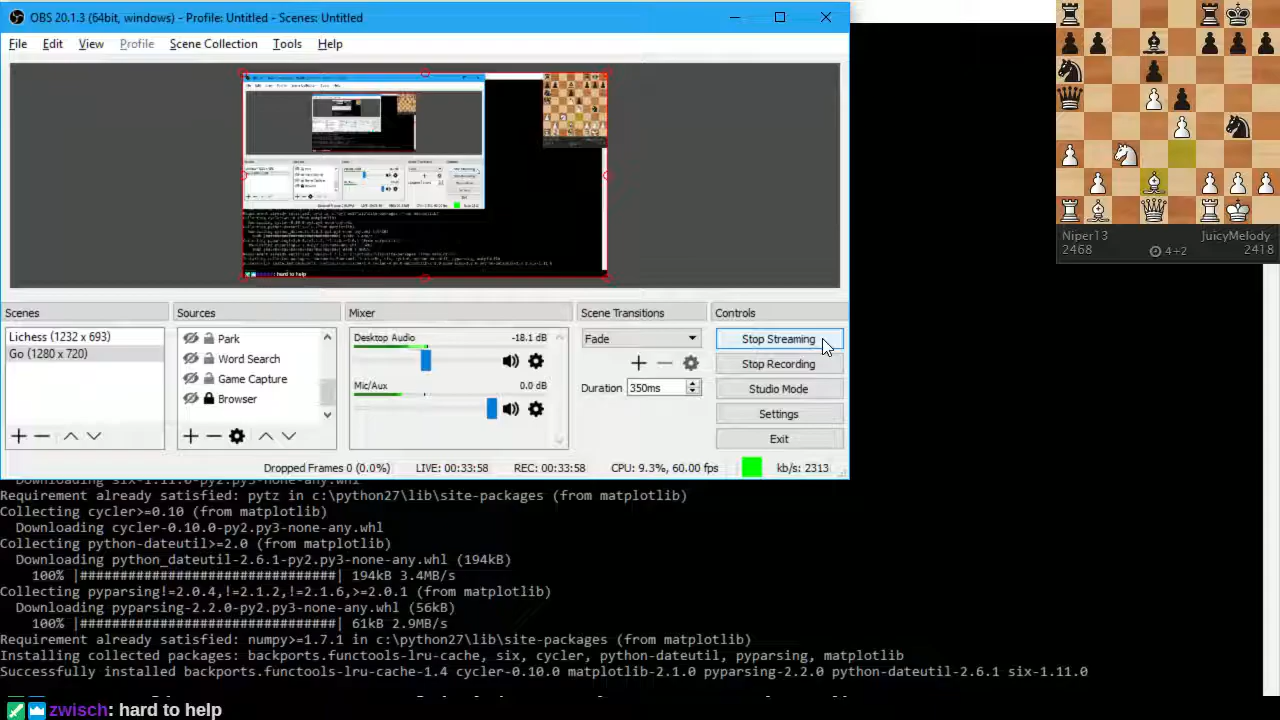 OBS 20.1.3 (64bit, windows) - Profile: Untitled - Scenes: Untitled
File Edit View Profile Scene Collection Tools Help
Scenes
Lichess (1232 x 693)
Go (1280 x 720)
Sources
Park
Word Search
Game Capture
Browser
Mixer
Desktop Audio -18.1 dB
Mic/Aux 0.0 dB
Scene Transitions
Fade
Duration 350ms
Controls
Stop Streaming
Stop Recording
Studio Mode
Settings
Exit
Dropped Frames 0 (0.0%) LIVE: 00:33:58 REC: 00:33:58 CPU: 9.3%, 60.00 fps kb/s: 2313
Niper13 JuicyMelody
2468 4+2 2418
Downloading six-1.11.0-py2.py3-none-any.whl
Requirement already satisfied: pytz in c:\python27\lib\site-packages (from matplotlib)
Collecting cycler>=0.10 (from matplotlib)
Downloading cycler-0.10.0-py2.py3-none-any.whl
Collecting python-dateutil>=2.0 (from matplotlib)
Downloading python_dateutil-2.6.1-py2.py3-none-any.whl (194kB)
100% |################################| 194kB 3.4MB/s
Collecting pyparsing!=2.0.4,!=2.1.2,!=2.1.6,>=2.0.1 (from matplotlib)
Downloading pyparsing-2.2.0-py2.py3-none-any.whl (56kB)
100% |################################| 61kB 2.9MB/s
Requirement already satisfied: numpy>=1.7.1 in c:\python27\lib\site-packages (from matplotlib)
Installing collected packages: backports.functools-lru-cache, six, cycler, python-dateutil, pyparsing, matplotlib
Successfully installed backports.functools-lru-cache-1.4 cycler-0.10.0 matplotlib-2.1.0 pyparsing-2.2.0 python-dateutil-2.6.1 six-1.11.0
zwisch: hard to help